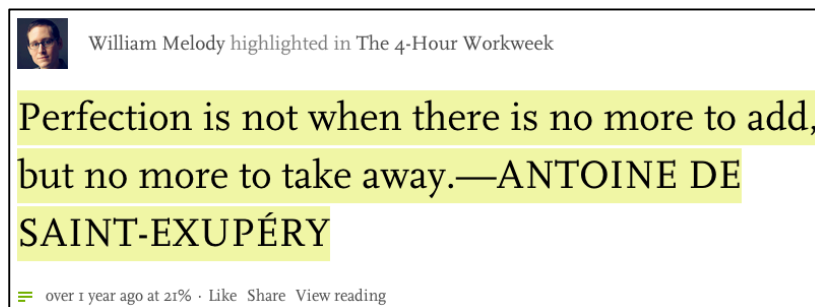 William Melody highlighted in The 4-Hour Workweek
Perfection is not when there is no more to add,
but no more to take away.—ANTOINE DE
SAINT-EXUPÉRY
over 1 year ago at 21% · Like Share View reading